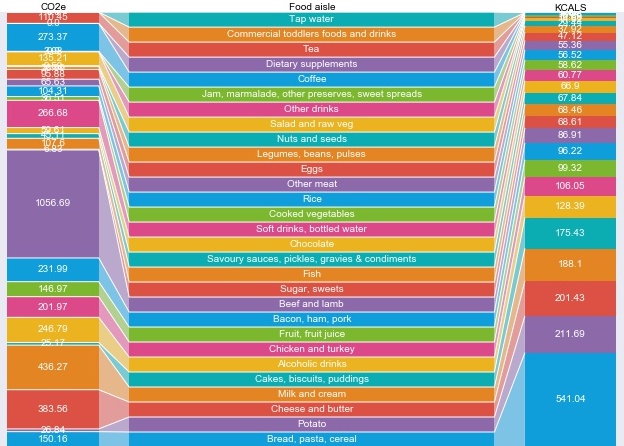 CO2e Food aisle KCALS
Tap water
Commercial toddlers foods and drinks
Tea
Dietary supplements
Coffee
Jam, marmalade, other preserves, sweet spreads
Other drinks
Salad and raw veg
Nuts and seeds
Legumes, beans, pulses
Eggs
Other meat
Rice
Cooked vegetables
Soft drinks, bottled water
Chocolate
Savoury sauces, pickles, gravies & condiments
Fish
Sugar, sweets
Beef and lamb
Bacon, ham, pork
Fruit, fruit juice
Chicken and turkey
Alcoholic drinks
Cakes, biscuits, puddings
Milk and cream
Cheese and butter
Potato
Bread, pasta, cereal
273.37
135.21
95.88
65.63
104.31
266.68
107.6
1056.69
231.99
146.97
201.97
246.79
436.27
383.56
26.84
150.16
47.12
55.36
56.52
58.62
60.77
66.9
67.84
68.46
68.61
86.91
96.22
99.32
106.05
128.39
175.43
188.1
201.43
211.69
541.04